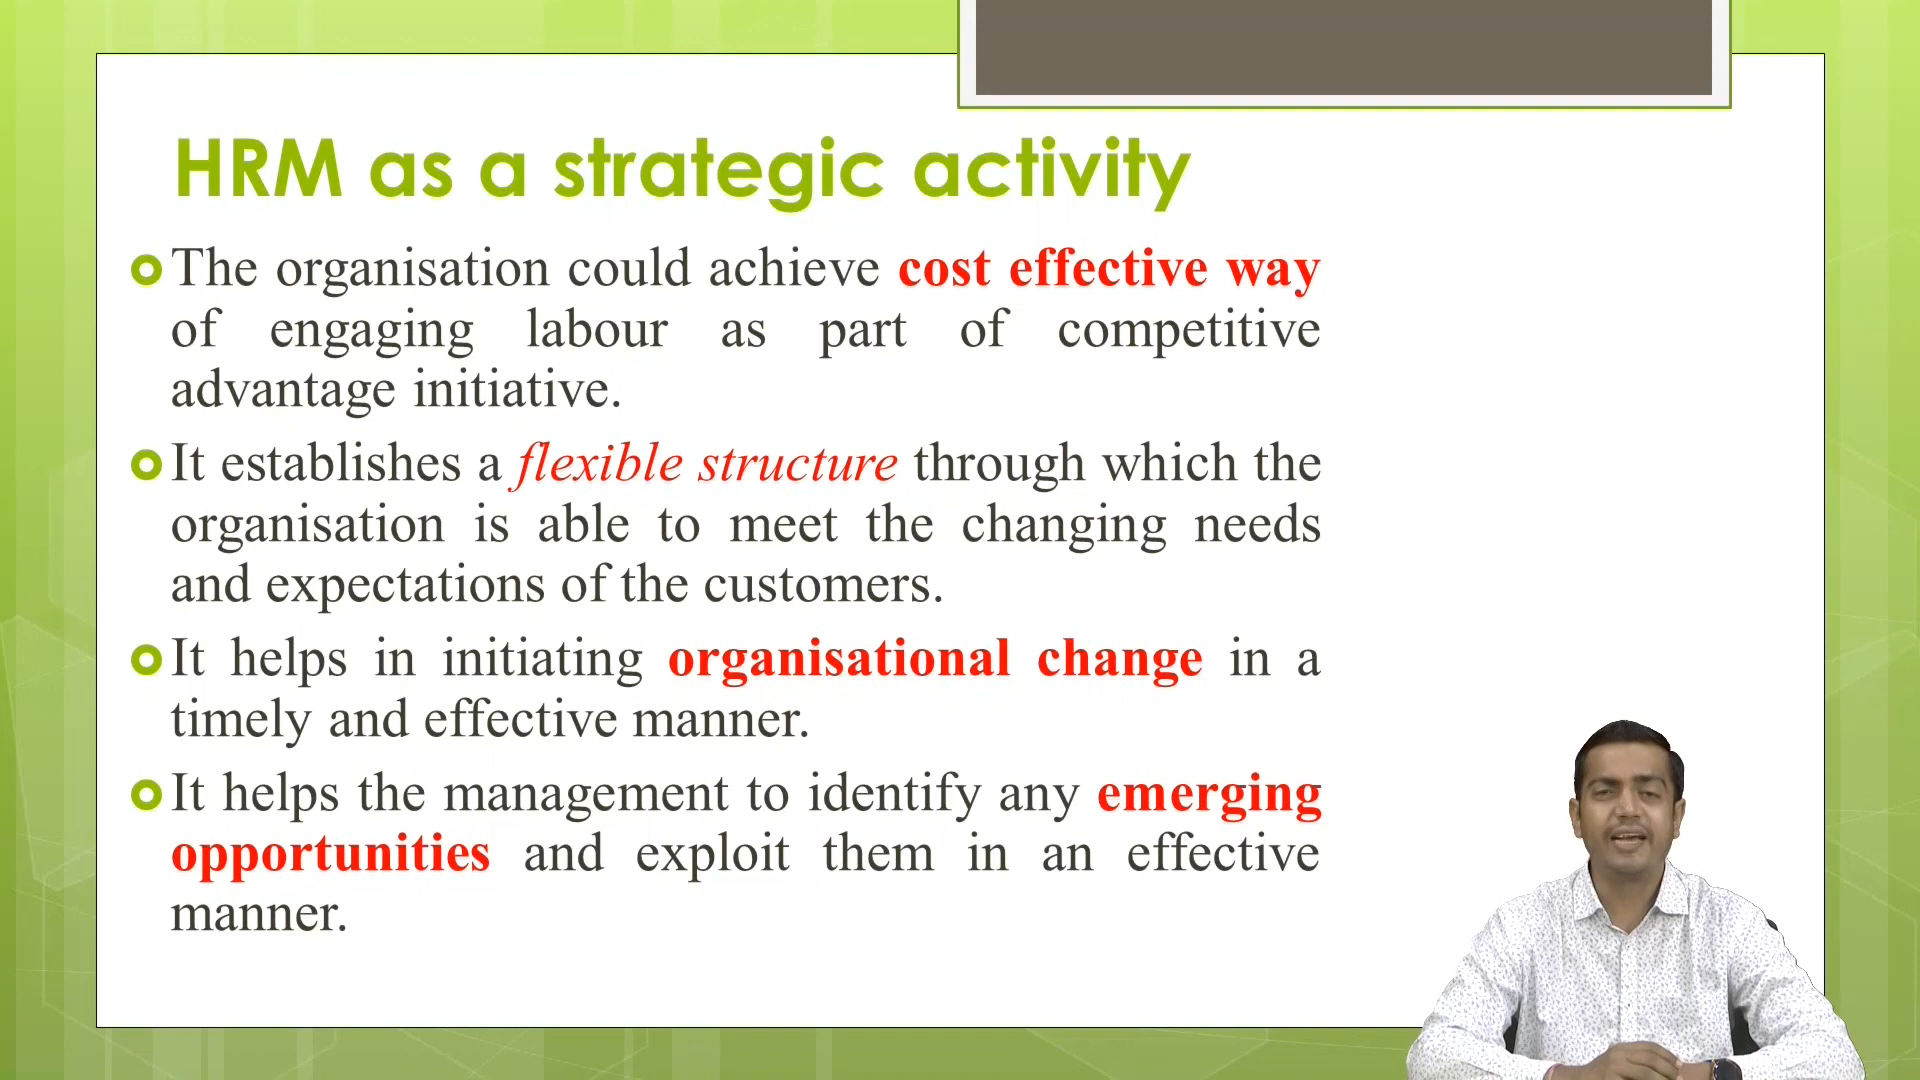 HRM as a strategic activity
The organisation could achieve cost effective way
of engaging labour as part of competitive
advantage initiative.
It establishes a flexible structure through which the
organisation is able to meet the changing needs
and expectations of the customers.
It helps in initiating organisational change in a
timely and effective manner.
It helps the management to identify any emerging
opportunities and exploit them in an effective
manner.